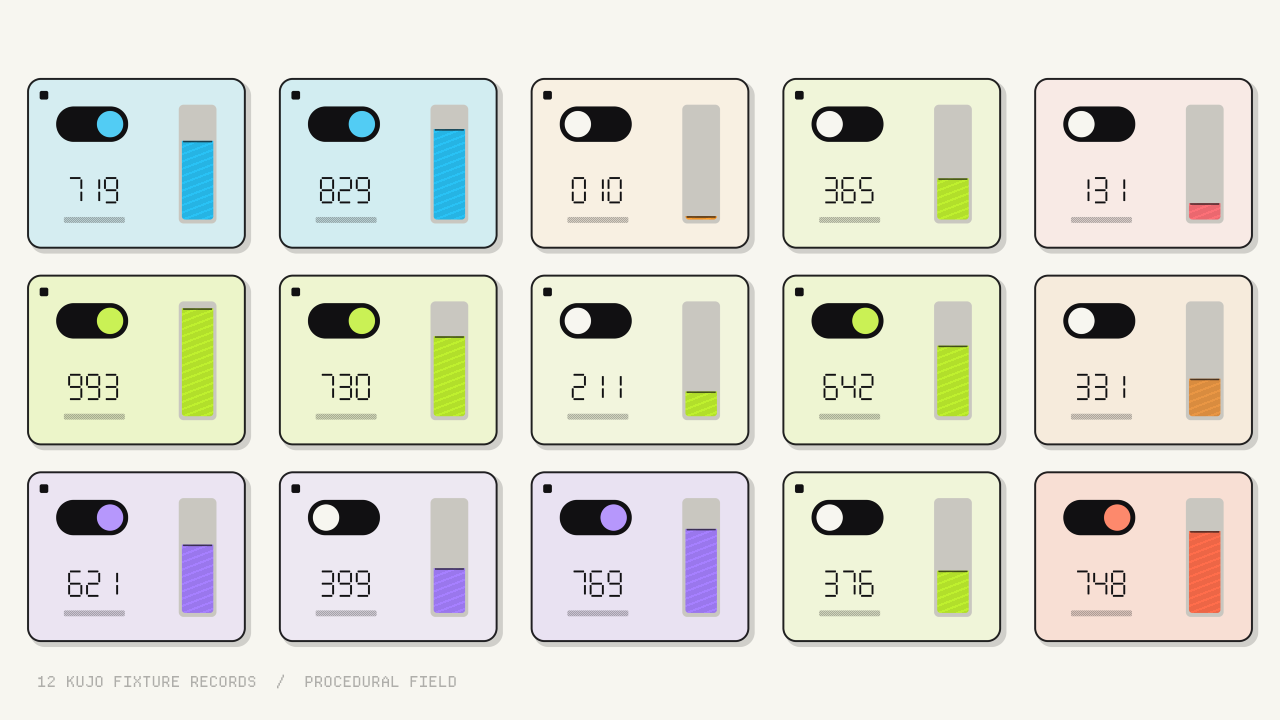 719 829 010 365 131
993 730 211 642 331
621 399 769 376 748
12 KUJO FIXTURE RECORDS / PROCEDURAL FIELD